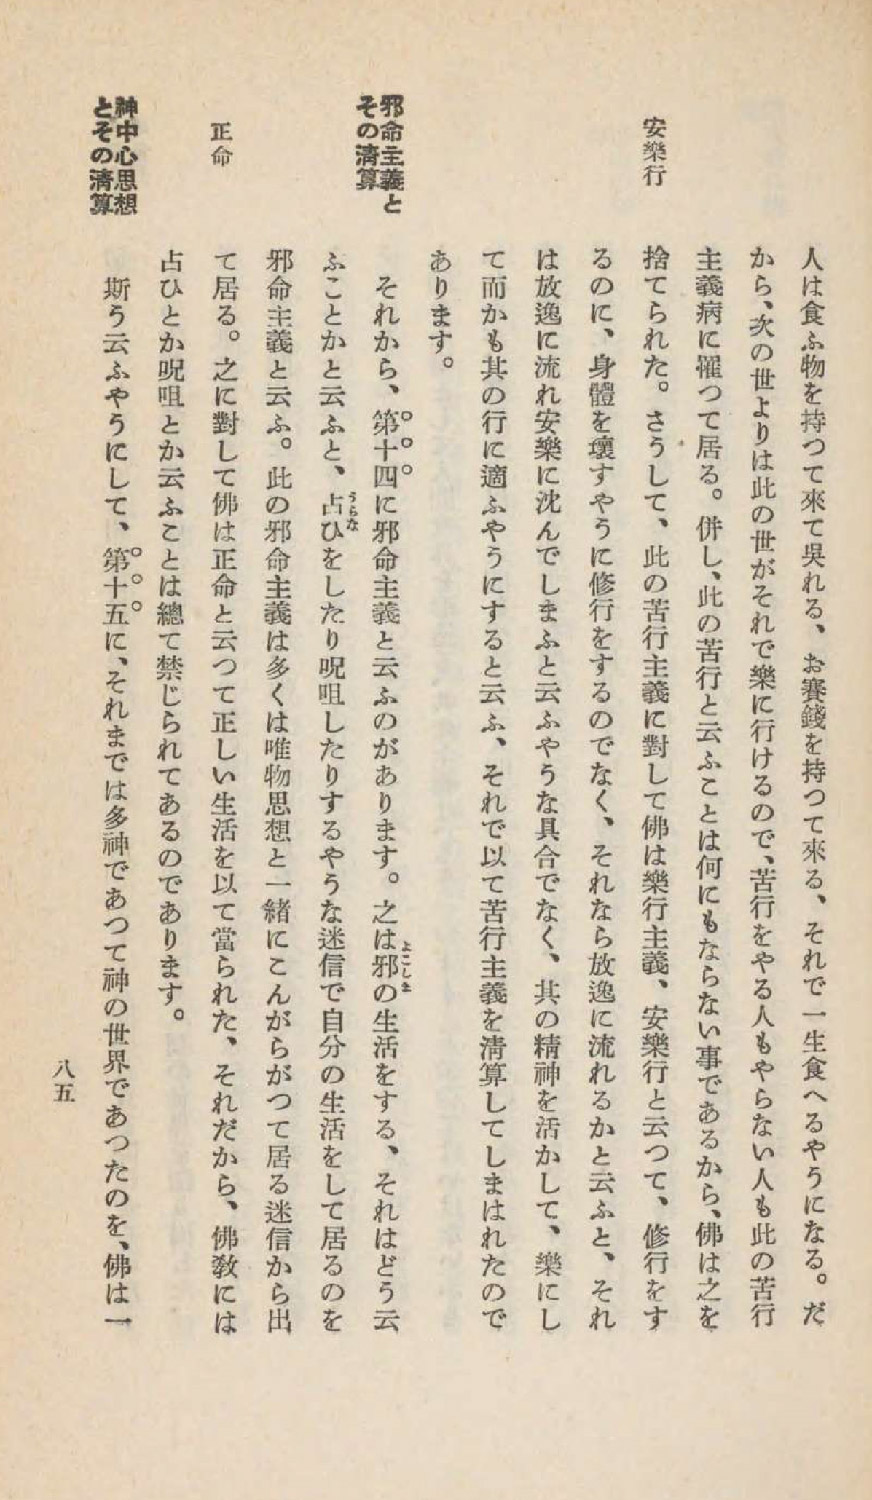 人は食ふ物を持つて來て吳れる、お賽錢を持つて來る、それで一生食へるやうになる。だ
から、次の世よりは此の世がそれで樂に行けるので、苦行をやる人もやらない人も此の苦行
主義病に罹つて居る。併し、此の苦行と云ふことは何にもならない事であるから、佛は之を
安樂行
捨てられた。さうして、此の苦行主義に對して佛は樂行主義、安樂行と云つて、修行をす
るのに、身體を壞すやうに修行をするのでなく、それなら放逸に流れるかと云ふと、それ
は放逸に流れ安樂に沈んでしまふと云ふやうな具合でなく、其の精神を活かして、樂にし
て而かも其の行に適ふやうにすると云ふ、それで以て苦行主義を淸算してしまはれたので
あります。
邪命主義と
その淸算
それから、第十四に邪命主義と云ふのがあります。之は邪の生活をする、それはどう云
よこしま
ふことかと云ふと、占ひをしたり呪咀したりするやうな迷信で自分の生活をして居るのを
うらな
邪命主義と云ふ。此の邪命主義は多くは唯物思想と一緖にこんがらがつて居る迷信から出
正命
て居る。之に對して佛は正命と云つて正しい生活を以て當られた、それだから、佛敎には
占ひとか呪咀とか云ふことは總て禁じられてあるのであります。
神中心思想
とその淸算
斯う云ふやうにして、第十五に、それまでは多神であつて神の世界であつたのを、佛は一
八五